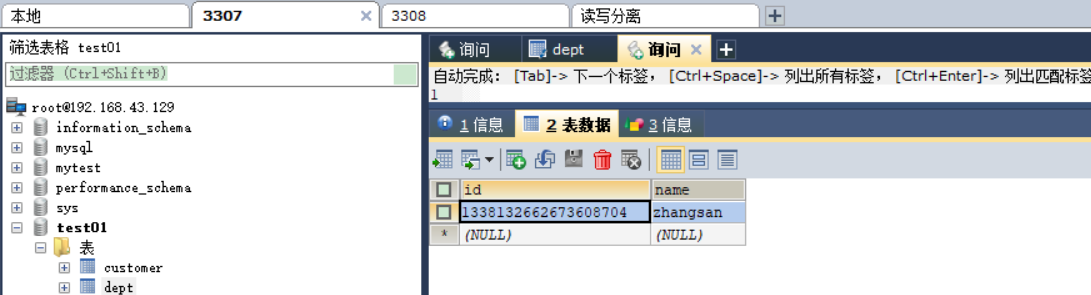 本地 3307 3308 读写分离
筛选表格 test01
过滤器 (Ctrl+Shift+B)
root@192.168.43.129
information_schema
mysql
mytest
performance_schema
sys
test01
表
customer
dept
询问 dept 询问
自动完成: [Tab]-> 下一个标签, [Ctrl+Space]-> 列出所有标签, [Ctrl+Enter]-> 列出匹配标签
1
1 信息 2 表数据 3 信息
id name
1338132662673608704 zhangsan
* (NULL) (NULL)